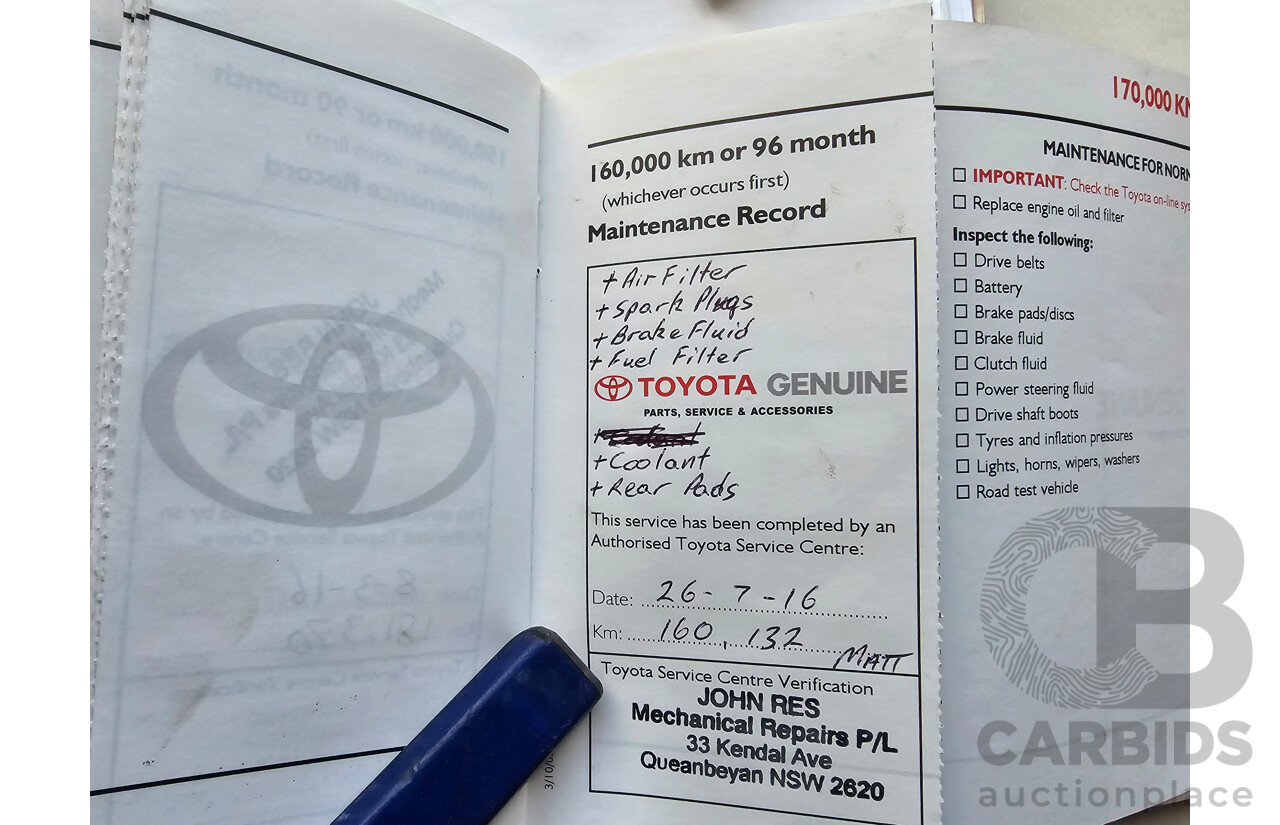 160,000 km or 96 month
(whichever occurs first)
Maintenance Record
+ Air Filter
+ Spark Plugs
+ Brake Fluid
+ Fuel Filter
TOYOTA GENUINE
PARTS, SERVICE & ACCESSORIES
+ Coolant
+ Rear Pads
This service has been completed by an
Authorised Toyota Service Centre:
Date: 26-7-16
Km: 160,132
MATT
Toyota Service Centre Verification
JOHN RES
Mechanical Repairs P/L
33 Kendal Ave
Queanbeyan NSW 2620
170,000 K
MAINTENANCE FOR NOR
IMPORTANT: Check the Toyota on-line sys
Replace engine oil and filter
Inspect the following:
Drive belts
Battery
Brake pads/discs
Brake fluid
Clutch fluid
Power steering fluid
Drive shaft boots
Tyres and inflation pressures
Lights, horns, wipers, washers
Road test vehicle
CARBIDS
auctionplace